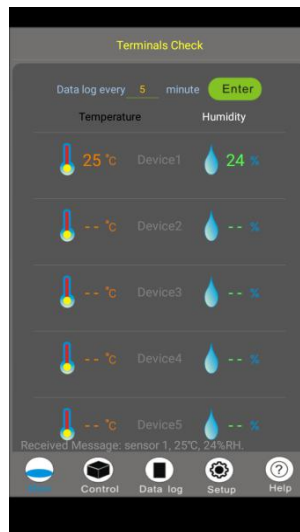 Terminals Check
Data log every 5 minute Enter
Temperature Humidity
25 °C Device1 24 %
-- °C Device2 -- %
-- °C Device3 -- %
-- °C Device4 -- %
-- °C Device5 -- %
Received Message: sensor 1, 25°C, 24%RH.
Control Data log Setup Help